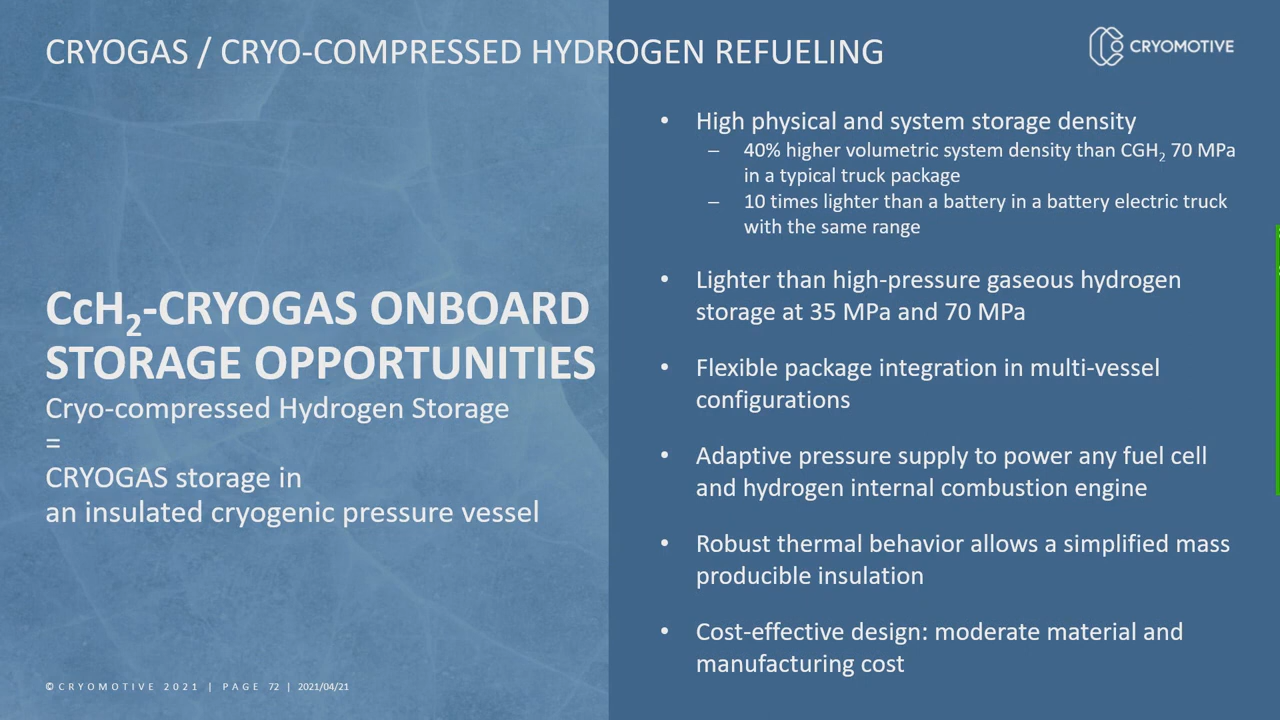 CRYOGAS / CRYO-COMPRESSED HYDROGEN REFUELING
CRYOMOTIVE
CcH₂-CRYOGAS ONBOARD
STORAGE OPPORTUNITIES
Cryo-compressed Hydrogen Storage
=
CRYOGAS storage in
an insulated cryogenic pressure vessel
• High physical and system storage density
– 40% higher volumetric system density than CGH₂ 70 MPa
in a typical truck package
– 10 times lighter than a battery in a battery electric truck
with the same range
• Lighter than high-pressure gaseous hydrogen
storage at 35 MPa and 70 MPa
• Flexible package integration in multi-vessel
configurations
• Adaptive pressure supply to power any fuel cell
and hydrogen internal combustion engine
• Robust thermal behavior allows a simplified mass
producible insulation
• Cost-effective design: moderate material and
manufacturing cost
© CRYOMOTIVE 2021 | PAGE 72 | 2021/04/21